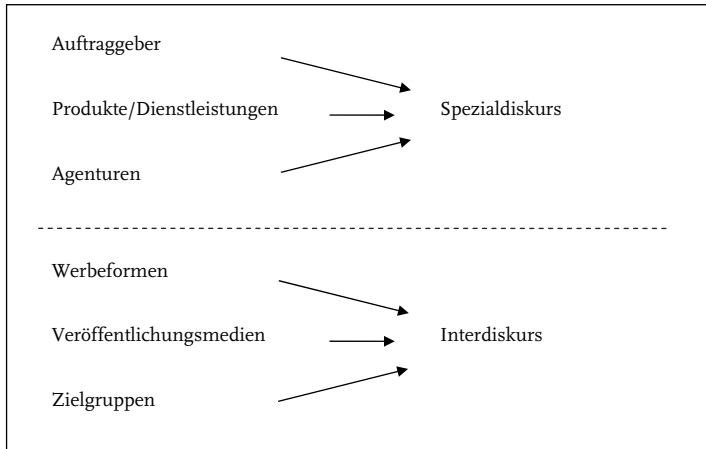 Auftraggeber
Produkte/Dienstleistungen
Spezialdiskurs
Agenturen
Werbeformen
Veröffentlichungsmedien
Interdiskurs
Zielgruppen